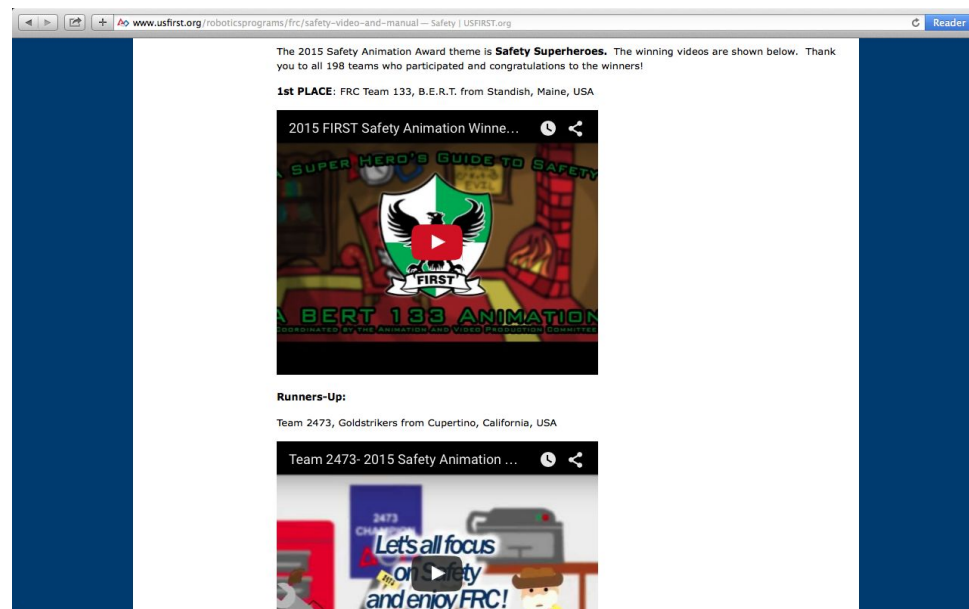 www.usfirst.org/roboticsprograms/frc/safety-video-and-manual — Safety | USFIRST.org
Reader
The 2015 Safety Animation Award theme is Safety Superheroes. The winning videos are shown below. Thank
you to all 198 teams who participated and congratulations to the winners!
1st PLACE: FRC Team 133, B.E.R.T. from Standish, Maine, USA
2015 FIRST Safety Animation Winne...
A Super Hero's Guide to Safety
EVIL
FIRST
A BERT 133 Animation
Coordinated by the Animation and Video Production Committee
Runners-Up:
Team 2473, Goldstrikers from Cupertino, California, USA
Team 2473- 2015 Safety Animation ...
2473
Let's all focus
on Safety
and enjoy FRC!